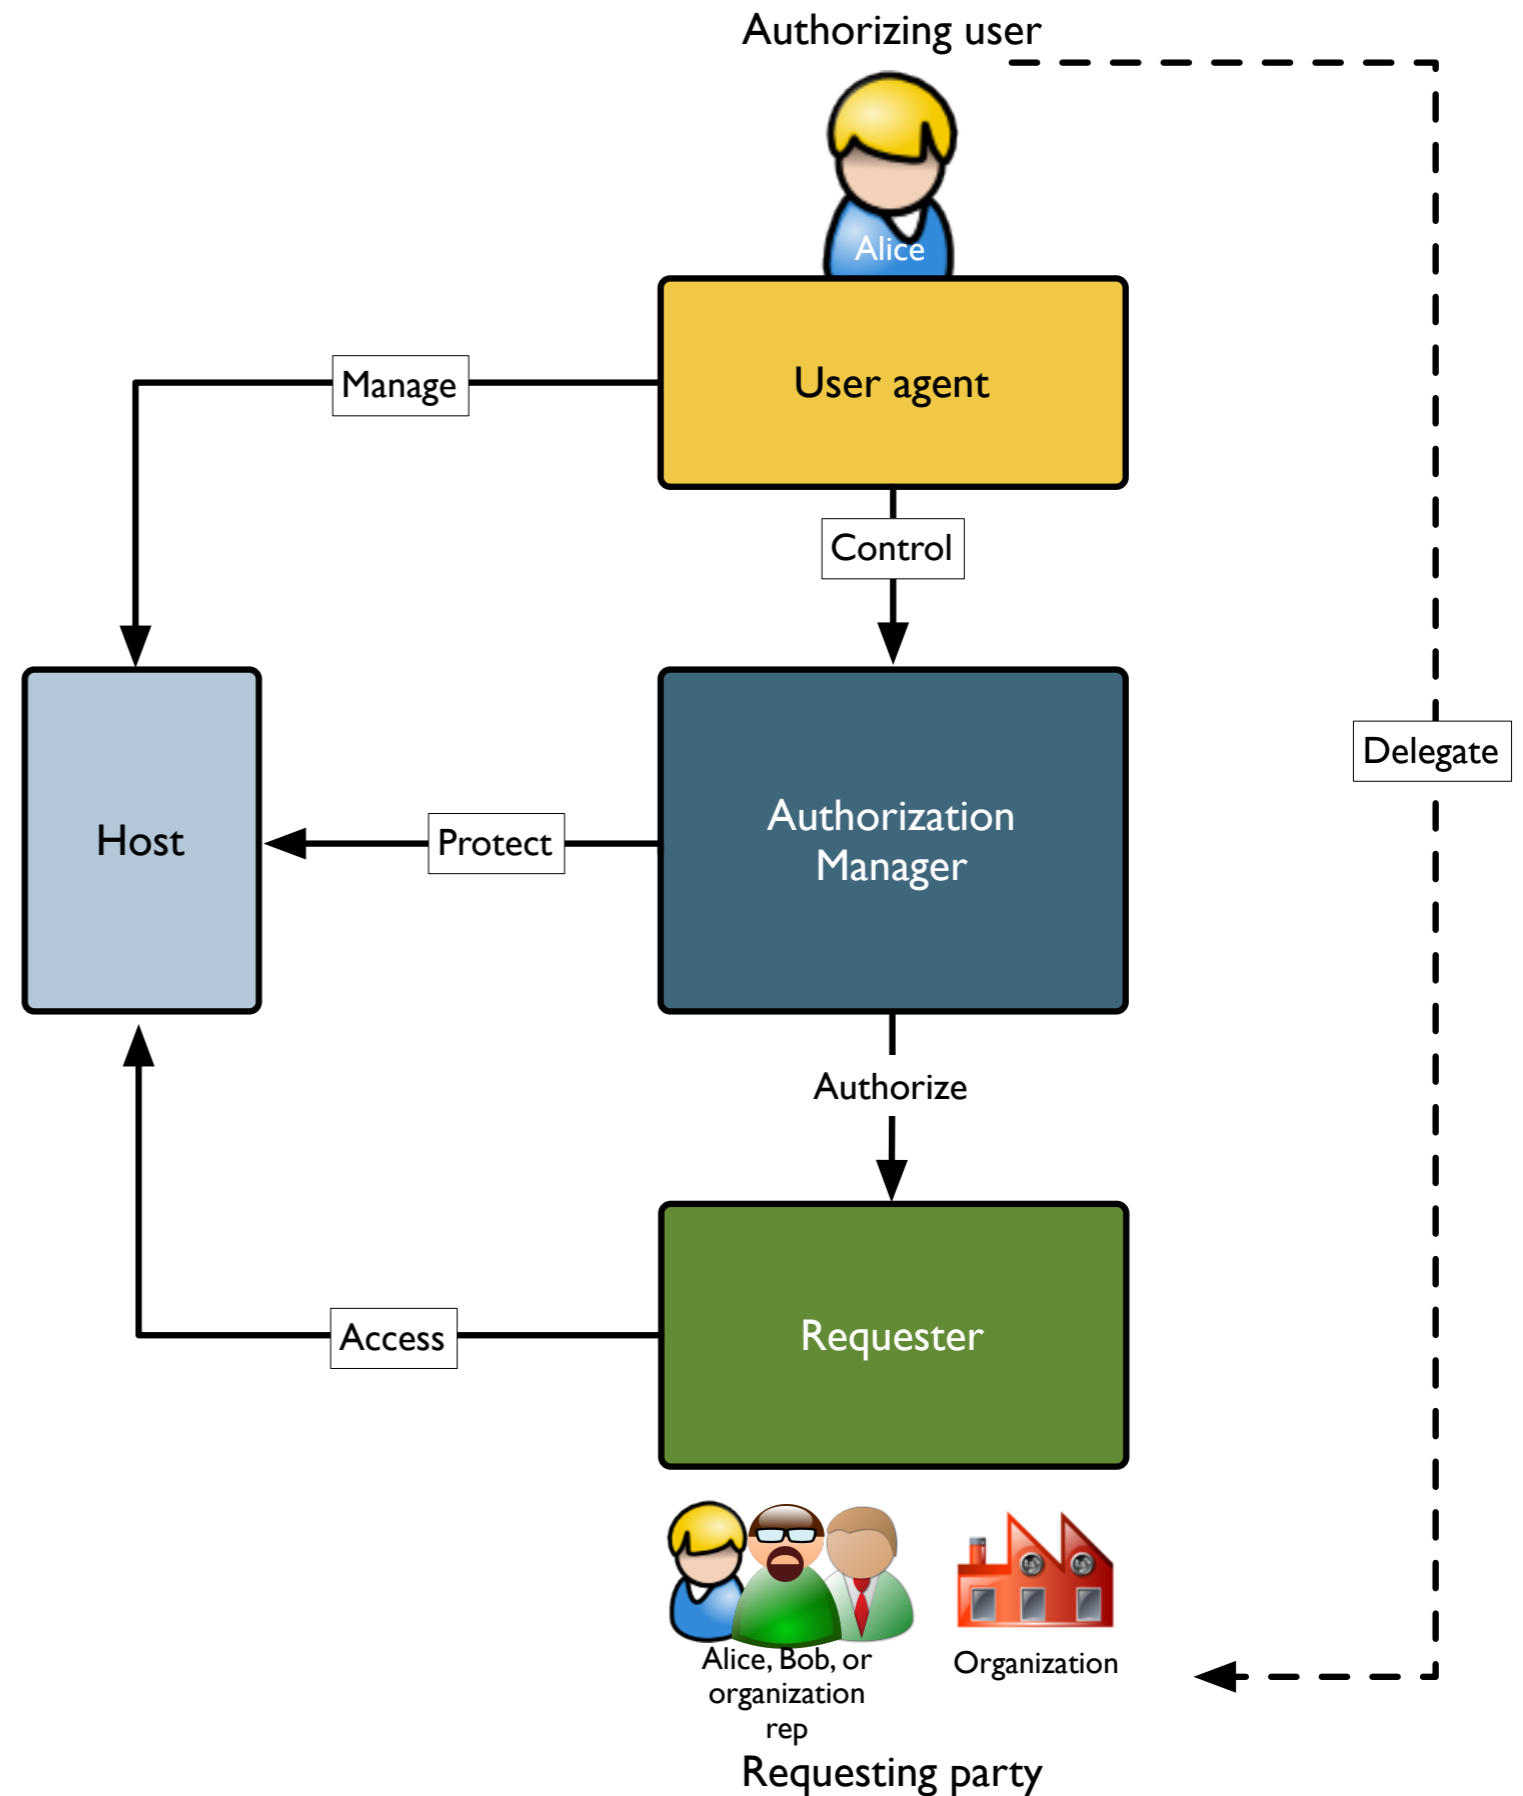 Authorizing user
Alice
User agent
Manage
Control
Delegate
Host
Protect
Authorization
Manager
Authorize
Access
Requester
Alice, Bob, or
organization
rep
Organization
Requesting party